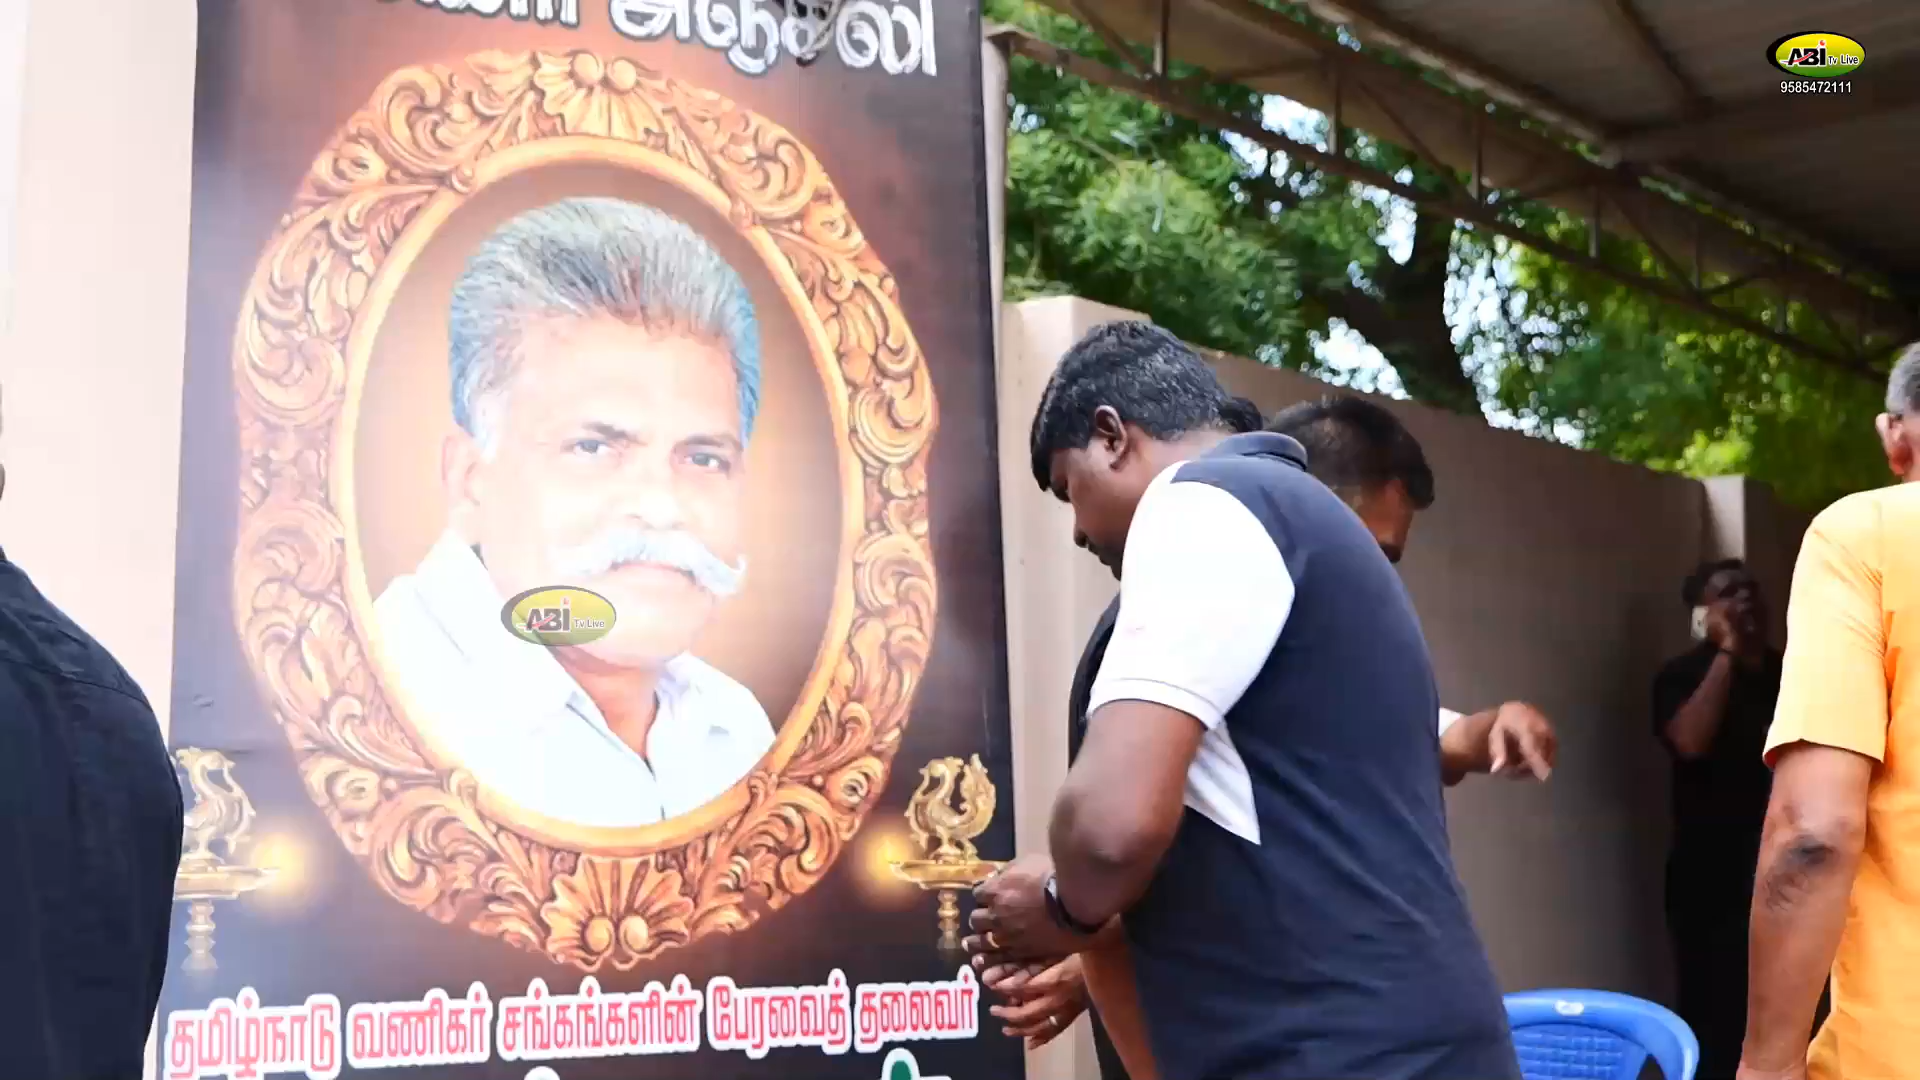 அஞ்சலி
ABi Tv Live
9585472111
ABi Tv Live
தமிழ்நாடு வணிகர் சங்கங்களின் பேரவைத் தலைவர்